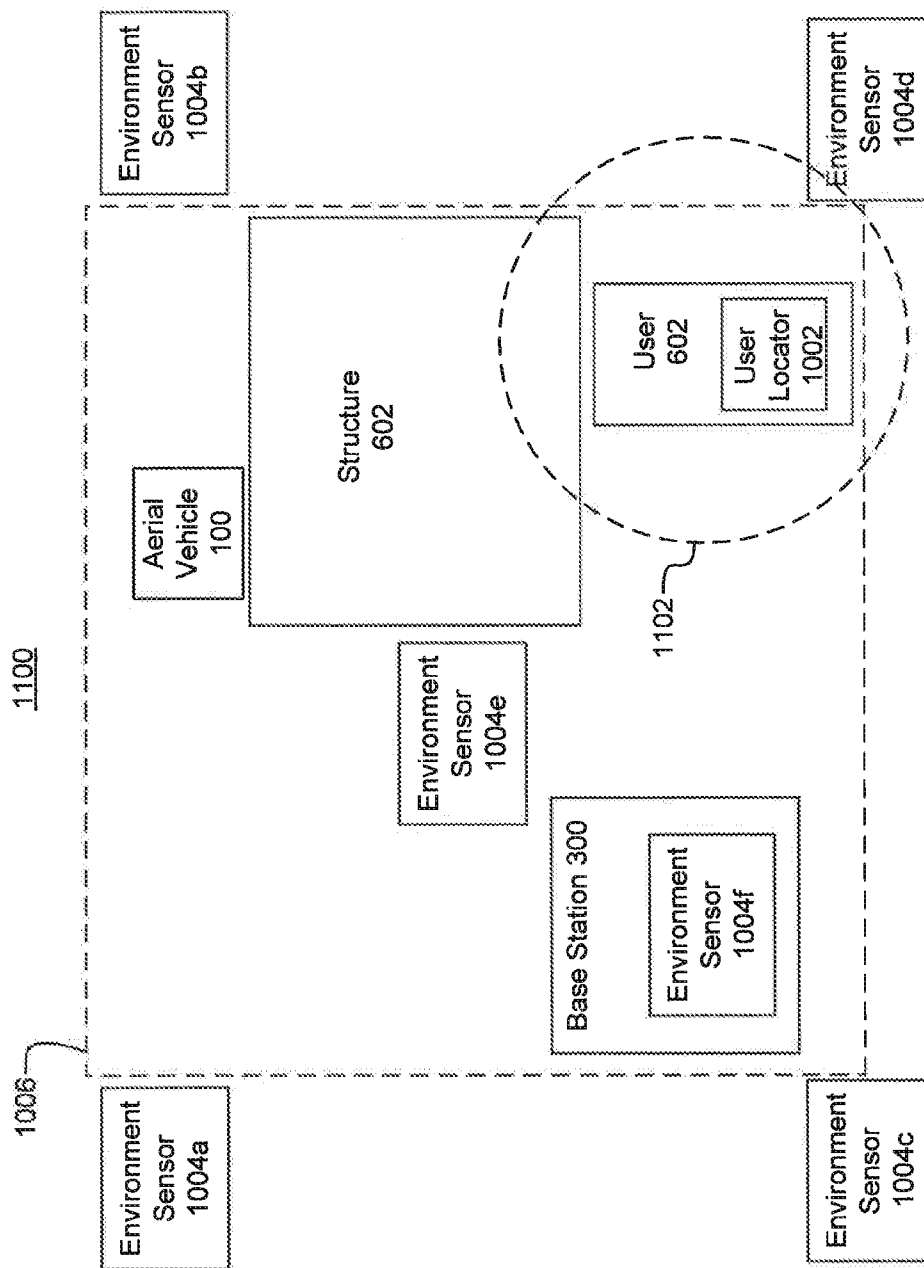 1100
1006
Environment
Sensor
1004a
Environment
Sensor
1004b
Aerial
Vehicle
100
Structure
602
Environment
Sensor
1004e
Base Station 300
Environment
Sensor
1004f
1102
User
602
User
Locator
1002
Environment
Sensor
1004c
Environment
Sensor
1004d